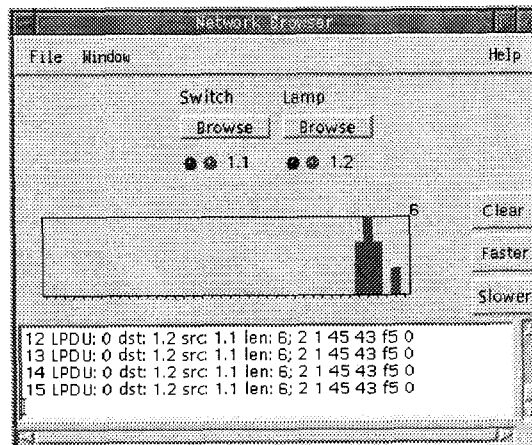 Network Browser
File Window Help
Switch Lamp
Browse Browse
1.1 1.2
6
Clear
Faster
Slower
12 LPDU: 0 dst: 1.2 src: 1.1 len: 6; 2 1 45 43 f5 0
13 LPDU: 0 dst: 1.2 src: 1.1 len: 6; 2 1 45 43 f5 0
14 LPDU: 0 dst: 1.2 src: 1.1 len: 6; 2 1 45 43 f5 0
15 LPDU: 0 dst: 1.2 src: 1.1 len: 6; 2 1 45 43 f5 0